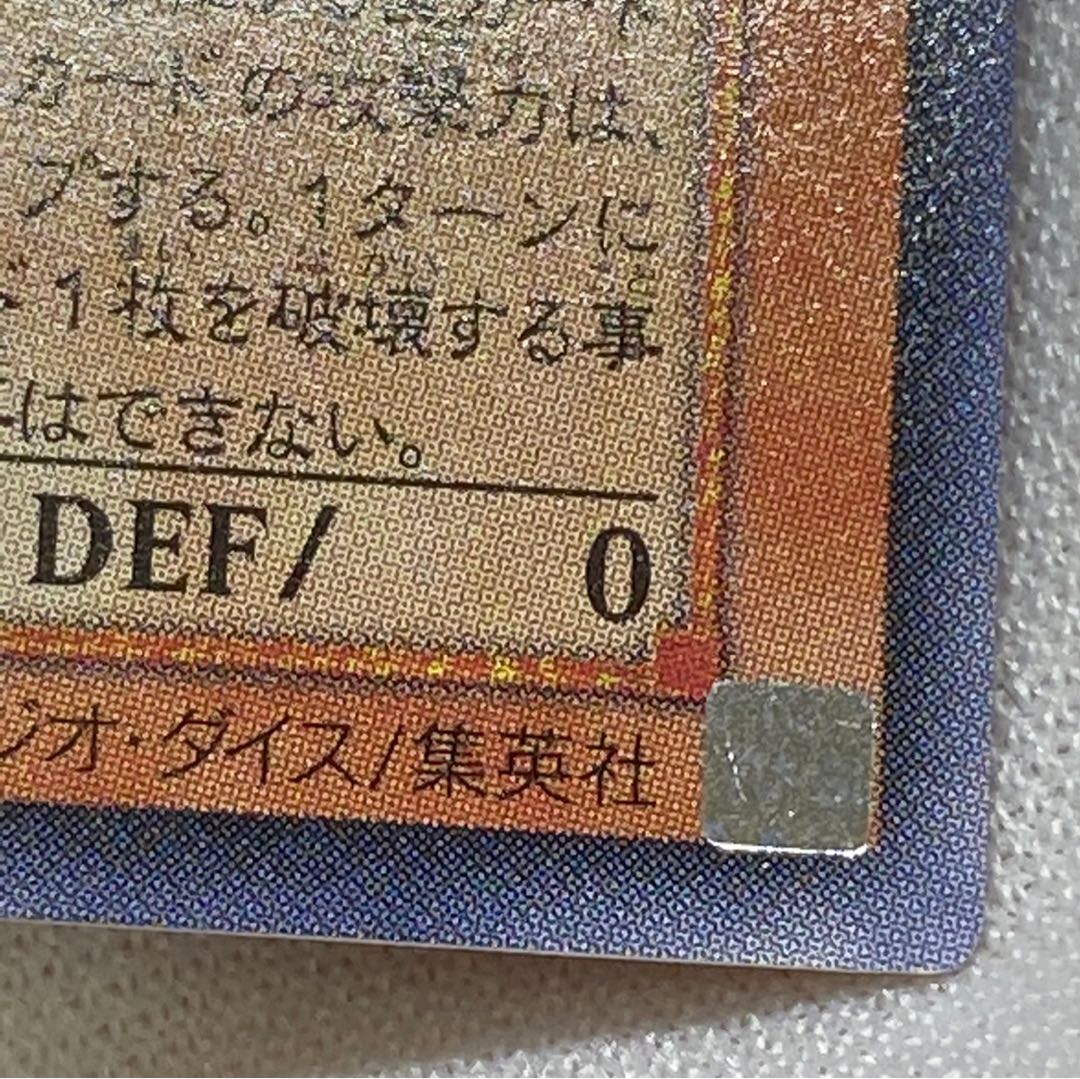 カードの攻撃力は、
プする。1ターンに
1枚を破壊する事
はできない。
DEF/ 0
ジオ・ダイス/集英社